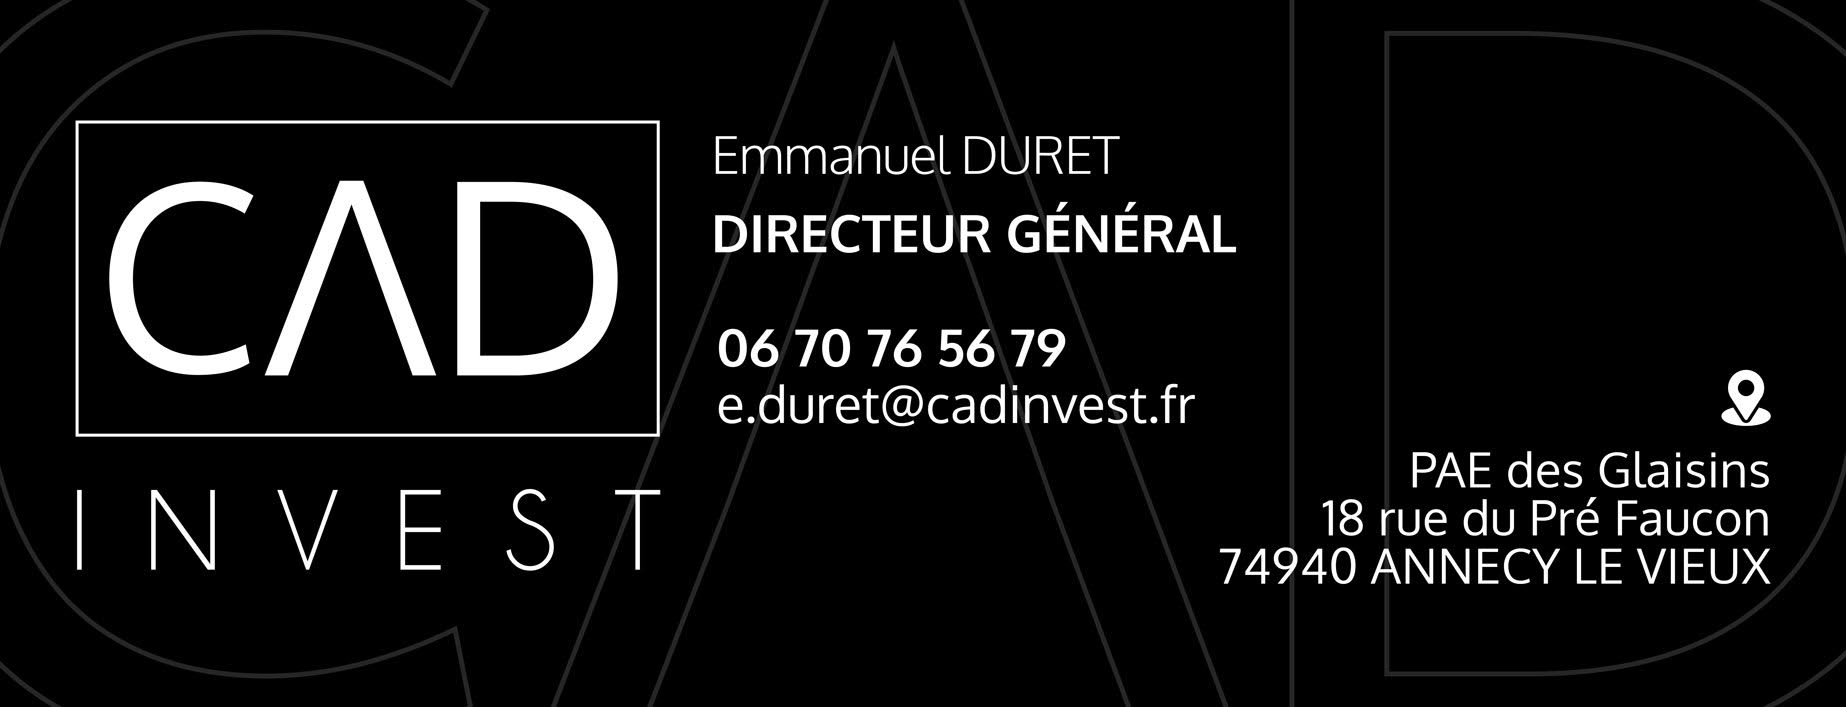 CAD
INVEST
Emmanuel DURET
DIRECTEUR GÉNÉRAL
06 70 76 56 79
e.duret@cadinvest.fr
PAE des Glaisins
18 rue du Pré Faucon
74940 ANNECY LE VIEUX